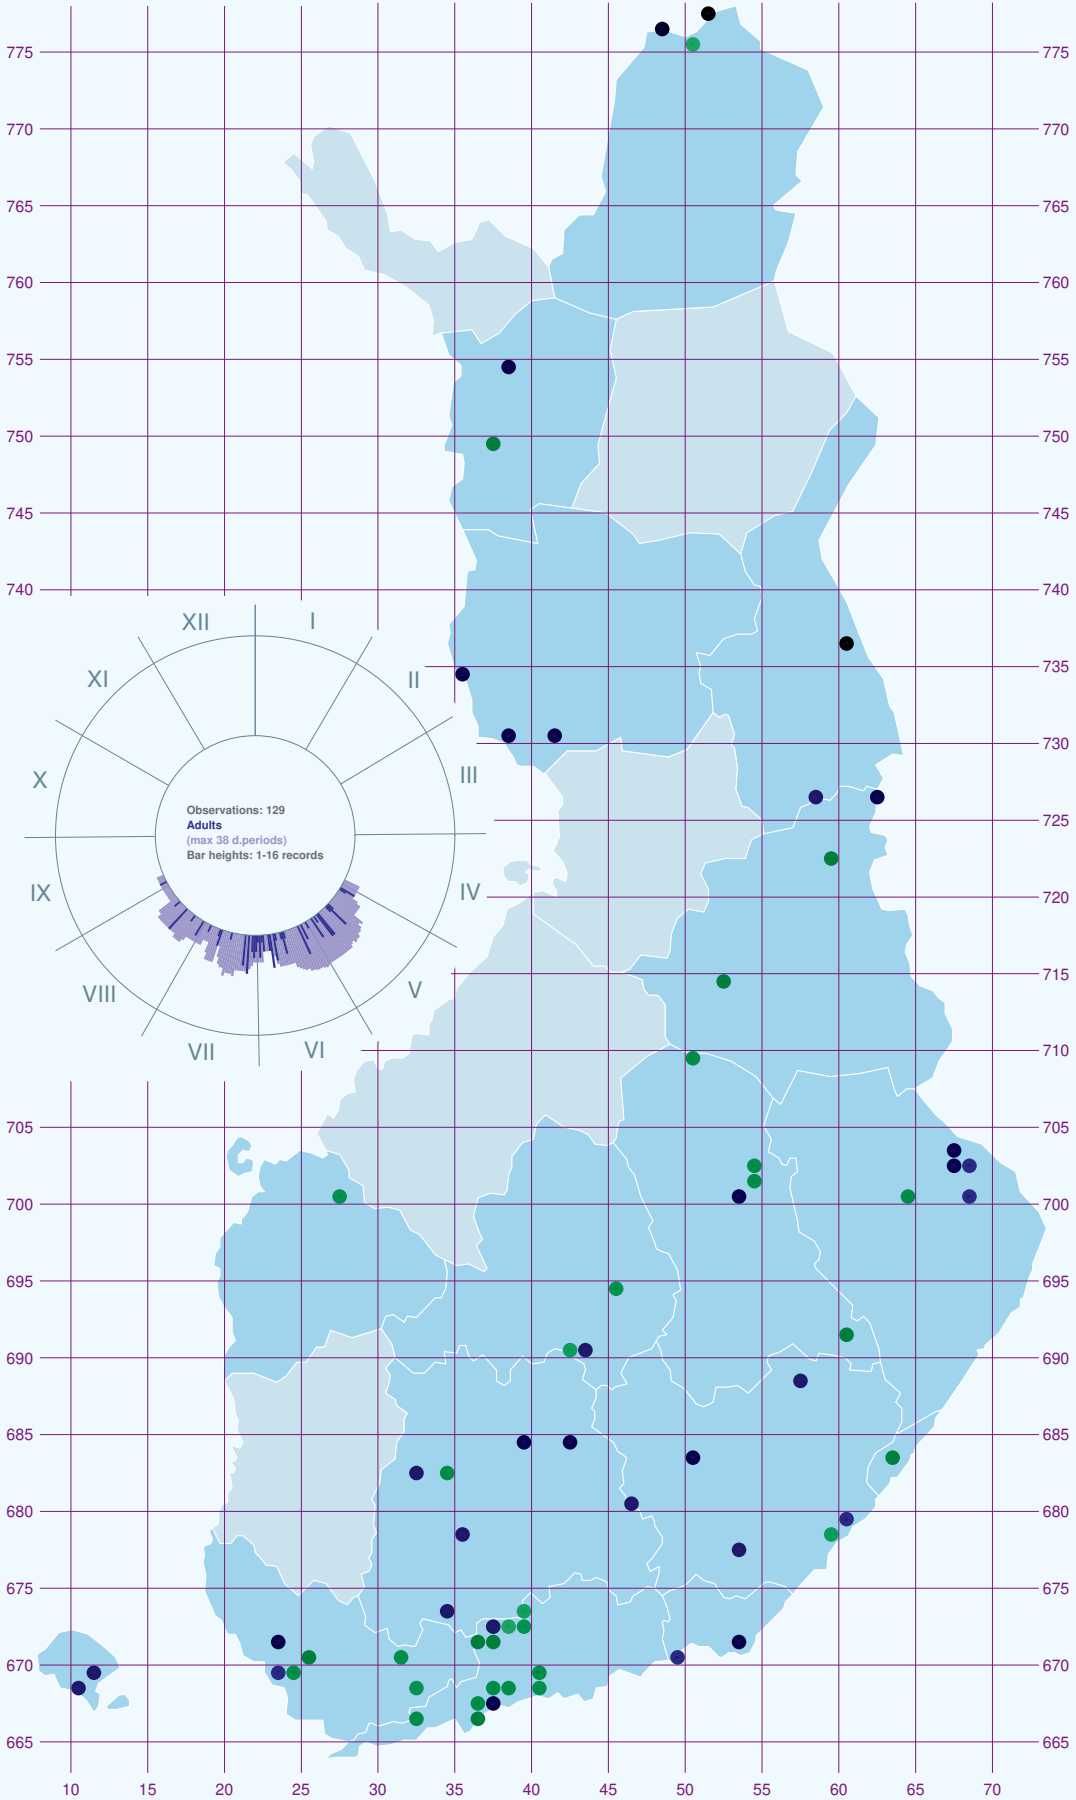 775 775
770 770
765 765
760 760
755 755
750 750
745 745
740 740
XII I
XI II
735 735
730 730
X III
Observations: 129
Adults
(max 38 d.periods)
Bar heights: 1-16 records
725 725
IX IV
720 720
VIII V
715 715
VII VI
710 710
705 705
700 700
695 695
690 690
685 685
680 680
675 675
670 670
665 665
10 15 20 25 30 35 40 45 50 55 60 65 70